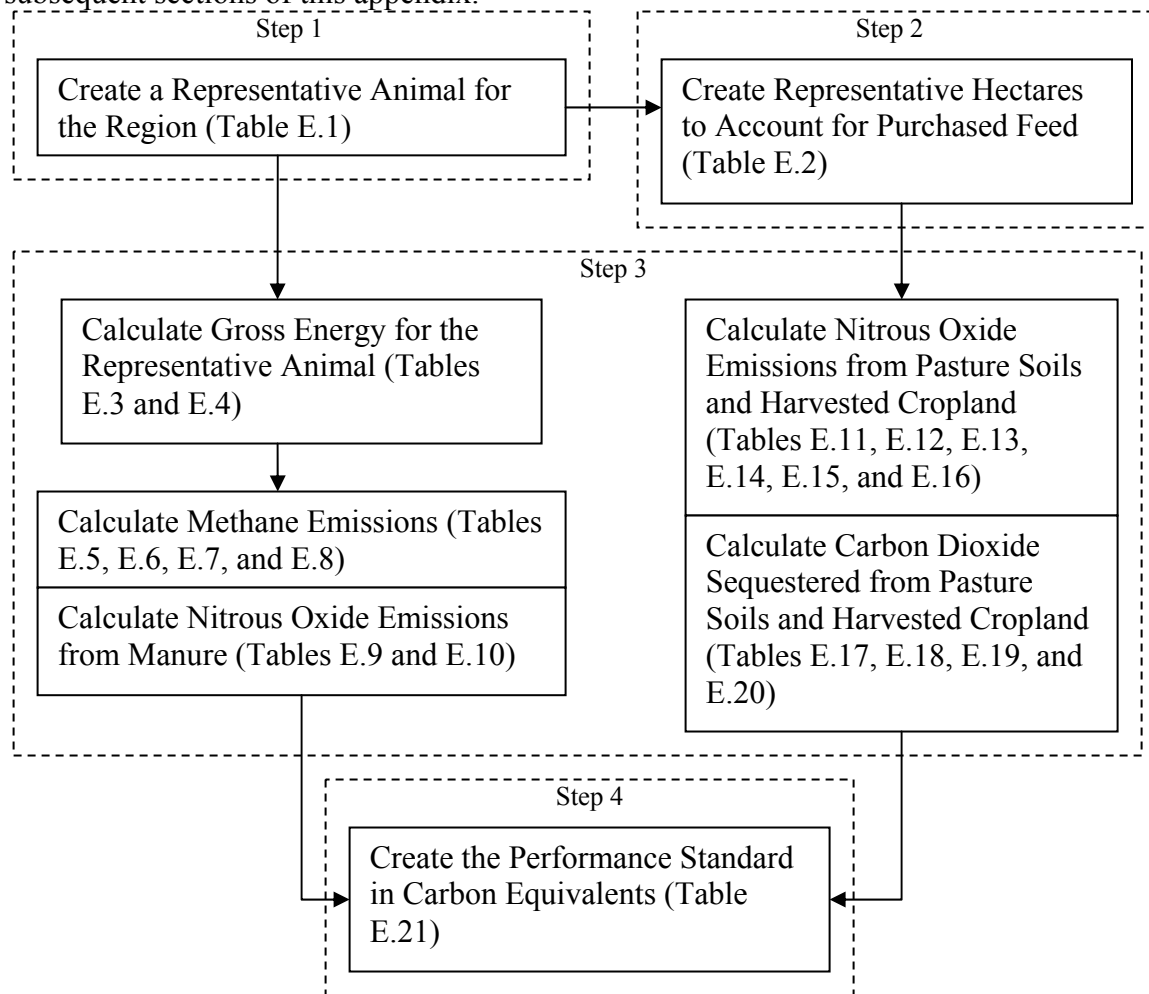 subsequent sections of this appendix.
Step 1
Create a Representative Animal for
the Region (Table E.1)
Step 2
Create Representative Hectares
to Account for Purchased Feed
(Table E.2)
Step 3
Calculate Gross Energy for the
Representative Animal (Tables
E.3 and E.4)
Calculate Methane Emissions (Tables
E.5, E.6, E.7, and E.8)
Calculate Nitrous Oxide Emissions
from Manure (Tables E.9 and E.10)
Calculate Nitrous Oxide
Emissions from Pasture Soils
and Harvested Cropland
(Tables E.11, E.12, E.13,
E.14, E.15, and E.16)
Calculate Carbon Dioxide
Sequestered from Pasture
Soils and Harvested Cropland
(Tables E.17, E.18, E.19, and
E.20)
Step 4
Create the Performance Standard
in Carbon Equivalents (Table
E.21)